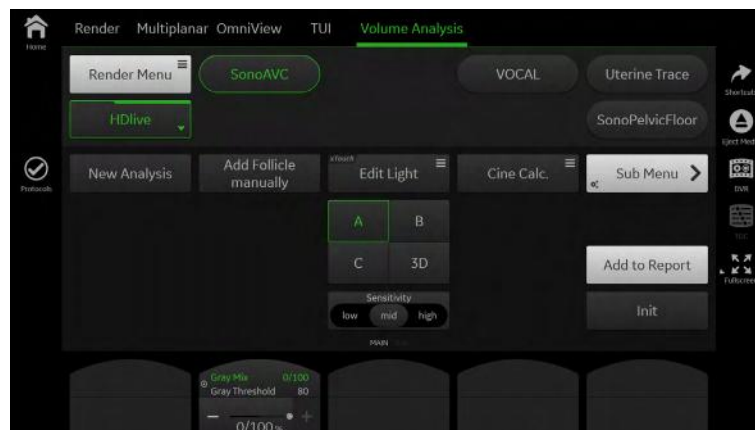 Render Multiplanar OmniView TUI Volume Analysis
Home
Render Menu SonoAVC VOCAL Uterine Trace
Shortcuts
HDlive SonoPelvicFloor
Eject Media
New Analysis Add Follicle manually xTouch Edit Light Cine Calc. Sub Menu
Protocols
DVR
A B
TGC
C 3D Add to Report
Fullscreen
Sensitivity
low mid high Init
MAIN
Gray Mix 0/100
Gray Threshold 80
0/100 %